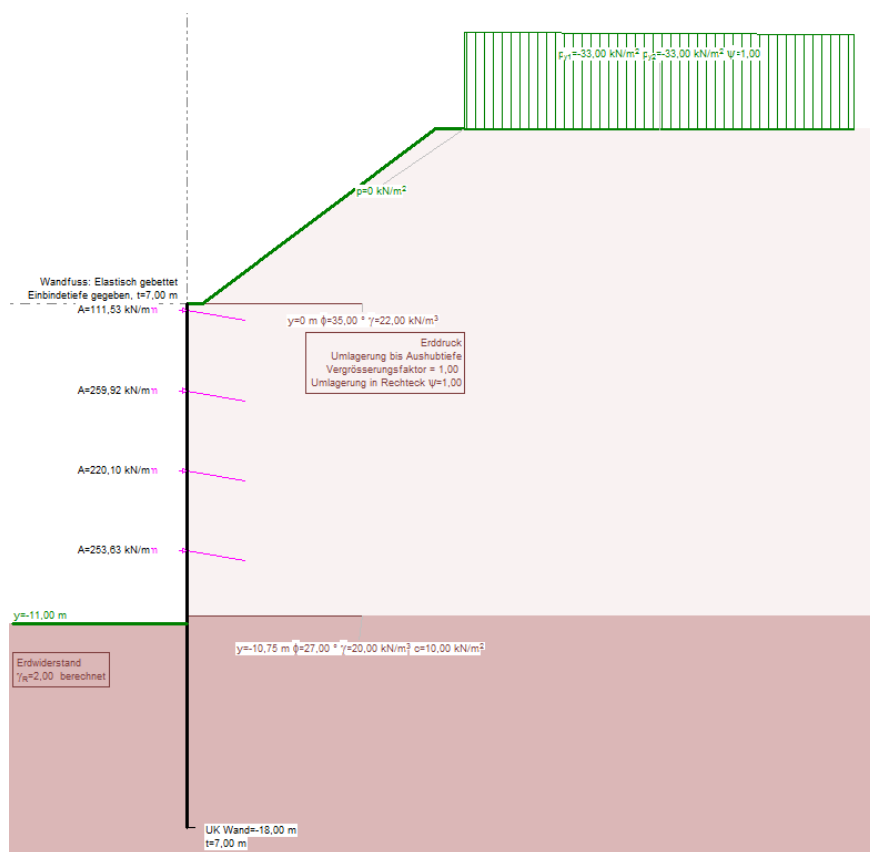 py1=-33,00 kN/m² py2=-33,00 kN/m² Ψ=1,00
p=0 kN/m²
Wandfuss: Elastisch gebettet
Einbindetiefe gegeben, t=7,00 m
A=111,53 kN/m
y=0 m ϕ=35,00 ° γ=22,00 kN/m³
Erddruck
Umlagerung bis Aushubtiefe
Vergrösserungsfaktor = 1,00
Umlagerung in Rechteck Ψ=1,00
A=259,92 kN/m
A=220,10 kN/m
A=253,63 kN/m
y=-11,00 m
y=-10,75 m ϕ=27,00 ° γ=20,00 kN/m³ c=10,00 kN/m²
Erdwiderstand
γR=2,00 berechnet
UK Wand=-18,00 m
t=7,00 m